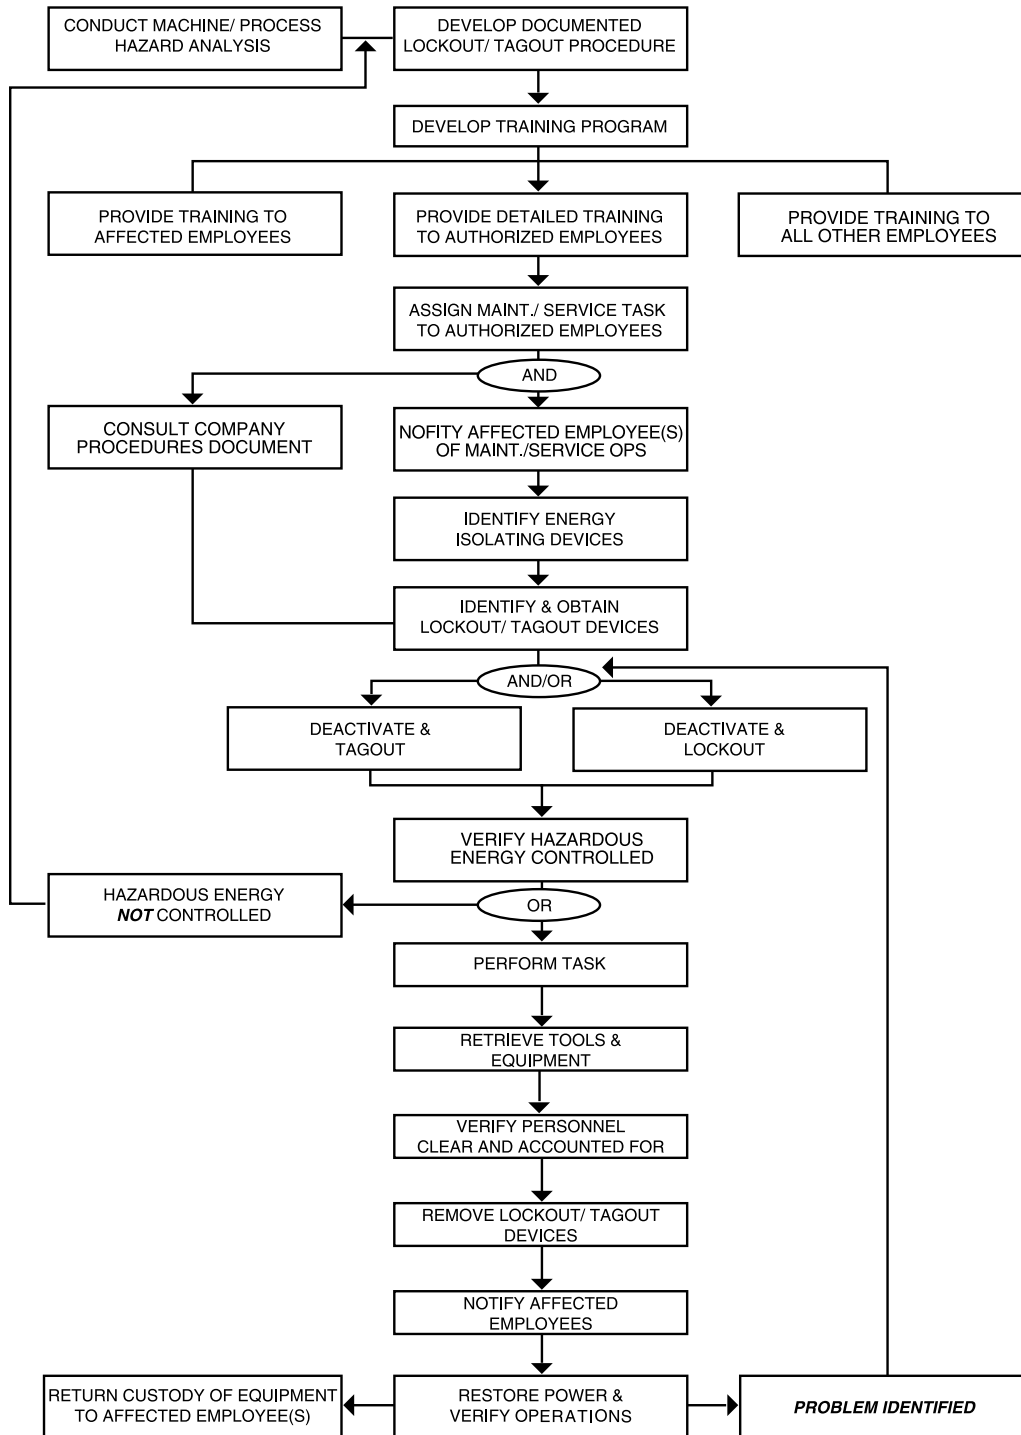 CONDUCT MACHINE/ PROCESS
HAZARD ANALYSIS
DEVELOP DOCUMENTED
LOCKOUT/ TAGOUT PROCEDURE
DEVELOP TRAINING PROGRAM
PROVIDE TRAINING TO
AFFECTED EMPLOYEES
PROVIDE DETAILED TRAINING
TO AUTHORIZED EMPLOYEES
PROVIDE TRAINING TO
ALL OTHER EMPLOYEES
ASSIGN MAINT./ SERVICE TASK
TO AUTHORIZED EMPLOYEES
AND
CONSULT COMPANY
PROCEDURES DOCUMENT
NOFITY AFFECTED EMPLOYEE(S)
OF MAINT./SERVICE OPS
IDENTIFY ENERGY
ISOLATING DEVICES
IDENTIFY & OBTAIN
LOCKOUT/ TAGOUT DEVICES
AND/OR
DEACTIVATE &
TAGOUT
DEACTIVATE &
LOCKOUT
VERIFY HAZARDOUS
ENERGY CONTROLLED
HAZARDOUS ENERGY
NOT CONTROLLED
OR
PERFORM TASK
RETRIEVE TOOLS &
EQUIPMENT
VERIFY PERSONNEL
CLEAR AND ACCOUNTED FOR
REMOVE LOCKOUT/ TAGOUT
DEVICES
NOTIFY AFFECTED
EMPLOYEES
RETURN CUSTODY OF EQUIPMENT
TO AFFECTED EMPLOYEE(S)
RESTORE POWER &
VERIFY OPERATIONS
PROBLEM IDENTIFIED